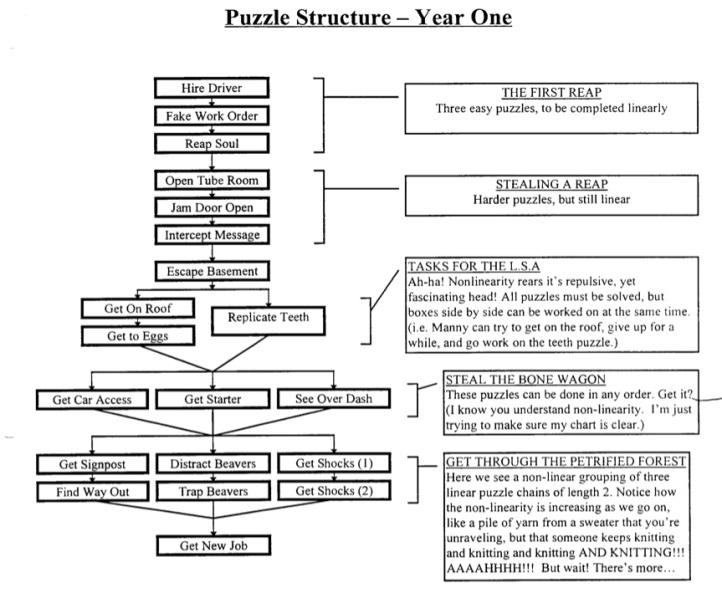 Puzzle Structure – Year One
Hire Driver
Fake Work Order
Reap Soul
THE FIRST REAP
Three easy puzzles, to be completed linearly
Open Tube Room
Jam Door Open
Intercept Message
STEALING A REAP
Harder puzzles, but still linear
Escape Basement
Get On Roof
Get to Eggs
Replicate Teeth
TASKS FOR THE L.S.A
Ah-ha! Nonlinearity rears it's repulsive, yet
fascinating head! All puzzles must be solved, but
boxes side by side can be worked on at the same time.
(i.e. Manny can try to get on the roof, give up for a
while, and go work on the teeth puzzle.)
Get Car Access
Get Starter
See Over Dash
STEAL THE BONE WAGON
These puzzles can be done in any order. Get it?
(I know you understand non-linearity. I'm just
trying to make sure my chart is clear.)
Get Signpost
Find Way Out
Distract Beavers
Trap Beavers
Get Shocks (1)
Get Shocks (2)
GET THROUGH THE PETRIFIED FOREST
Here we see a non-linear grouping of three
linear puzzle chains of length 2. Notice how
the non-linearity is increasing as we go on,
like a pile of yarn from a sweater that you're
unraveling, but that someone keeps knitting
and knitting and knitting AND KNITTING!!!
AAAAHHHH!!! But wait! There's more…
Get New Job